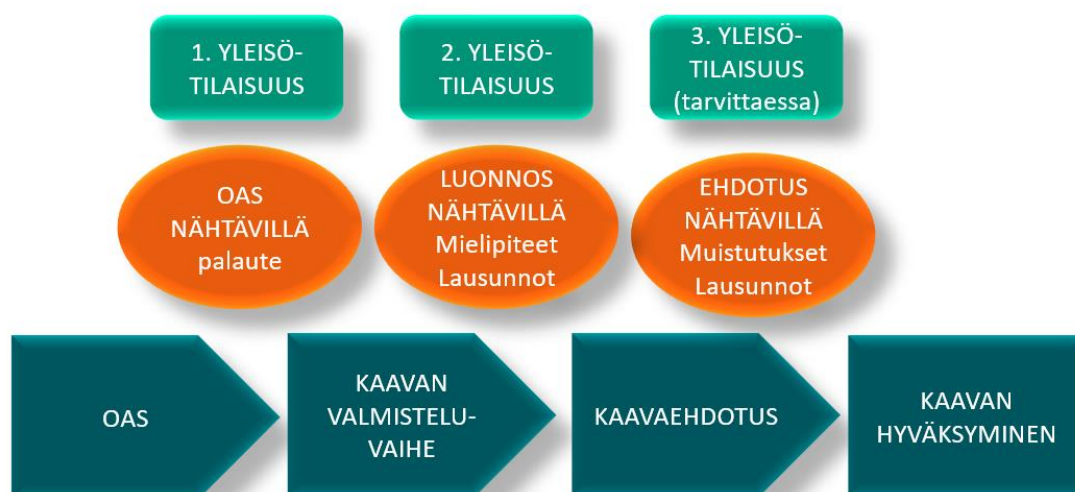 1. YLEISÖ-
TILAISUUS
2. YLEISÖ-
TILAISUUS
3. YLEISÖ-
TILAISUUS
(tarvittaessa)
OAS
NÄHTÄVILLÄ
palaute
LUONNOS
NÄHTÄVILLÄ
Mielipiteet
Lausunnot
EHDOTUS
NÄHTÄVILLÄ
Muistutukset
Lausunnot
OAS
KAAVAN
VALMISTELU-
VAIHE
KAAVAEHDOTUS
KAAVAN
HYVÄKSYMINEN